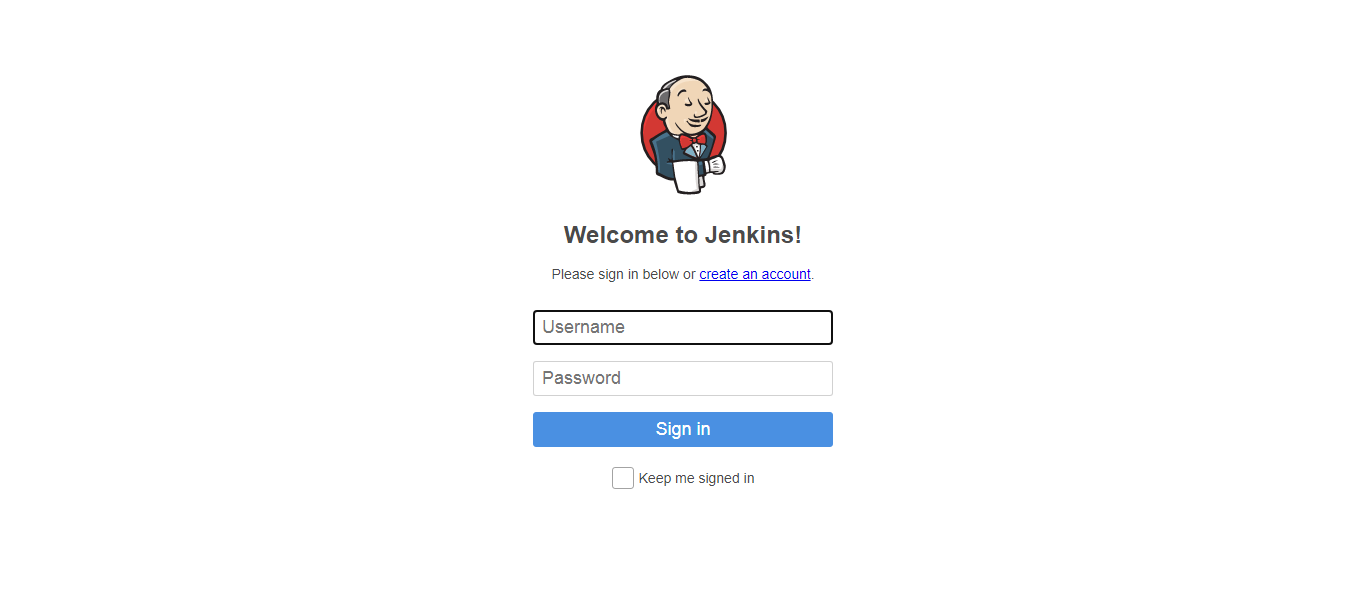 Welcome to Jenkins!
Please sign in below or create an account.
Username
Password
Sign in
Keep me signed in